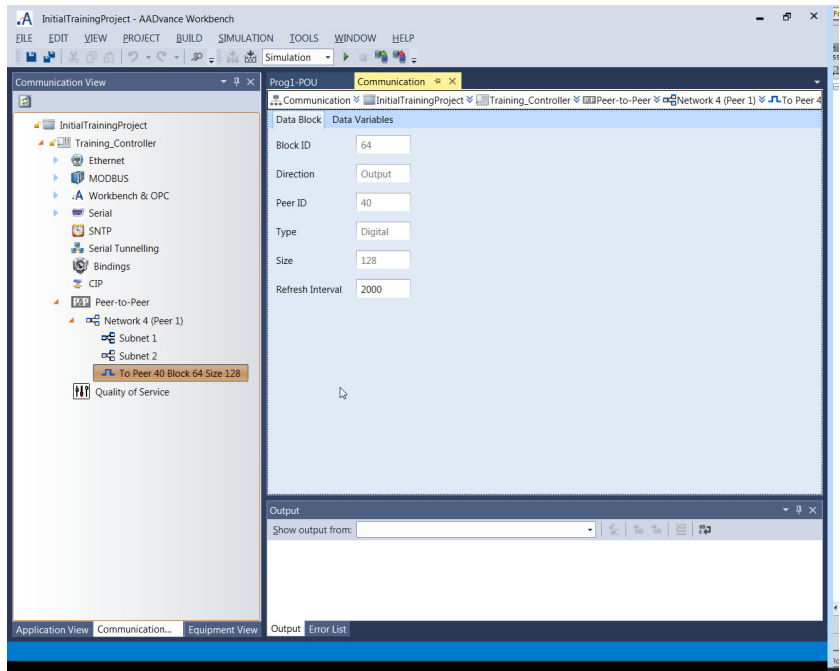 InitialTrainingProject - AADvance Workbench
FILE EDIT VIEW PROJECT BUILD SIMULATION TOOLS WINDOW HELP
Simulation
Communication View
Prog1-POU Communication
Communication InitialTrainingProject Training_Controller Peer-to-Peer Network 4 (Peer 1) To Peer 4
Data Block Data Variables
InitialTrainingProject
Training_Controller
Ethernet
MODBUS
Workbench & OPC
Serial
SNTP
Serial Tunnelling
Bindings
CIP
Peer-to-Peer
Network 4 (Peer 1)
Subnet 1
Subnet 2
To Peer 40 Block 64 Size 128
Quality of Service
Block ID 64
Direction Output
Peer ID 40
Type Digital
Size 128
Refresh Interval 2000
Output
Show output from:
Application View Communication... Equipment View
Output Error List